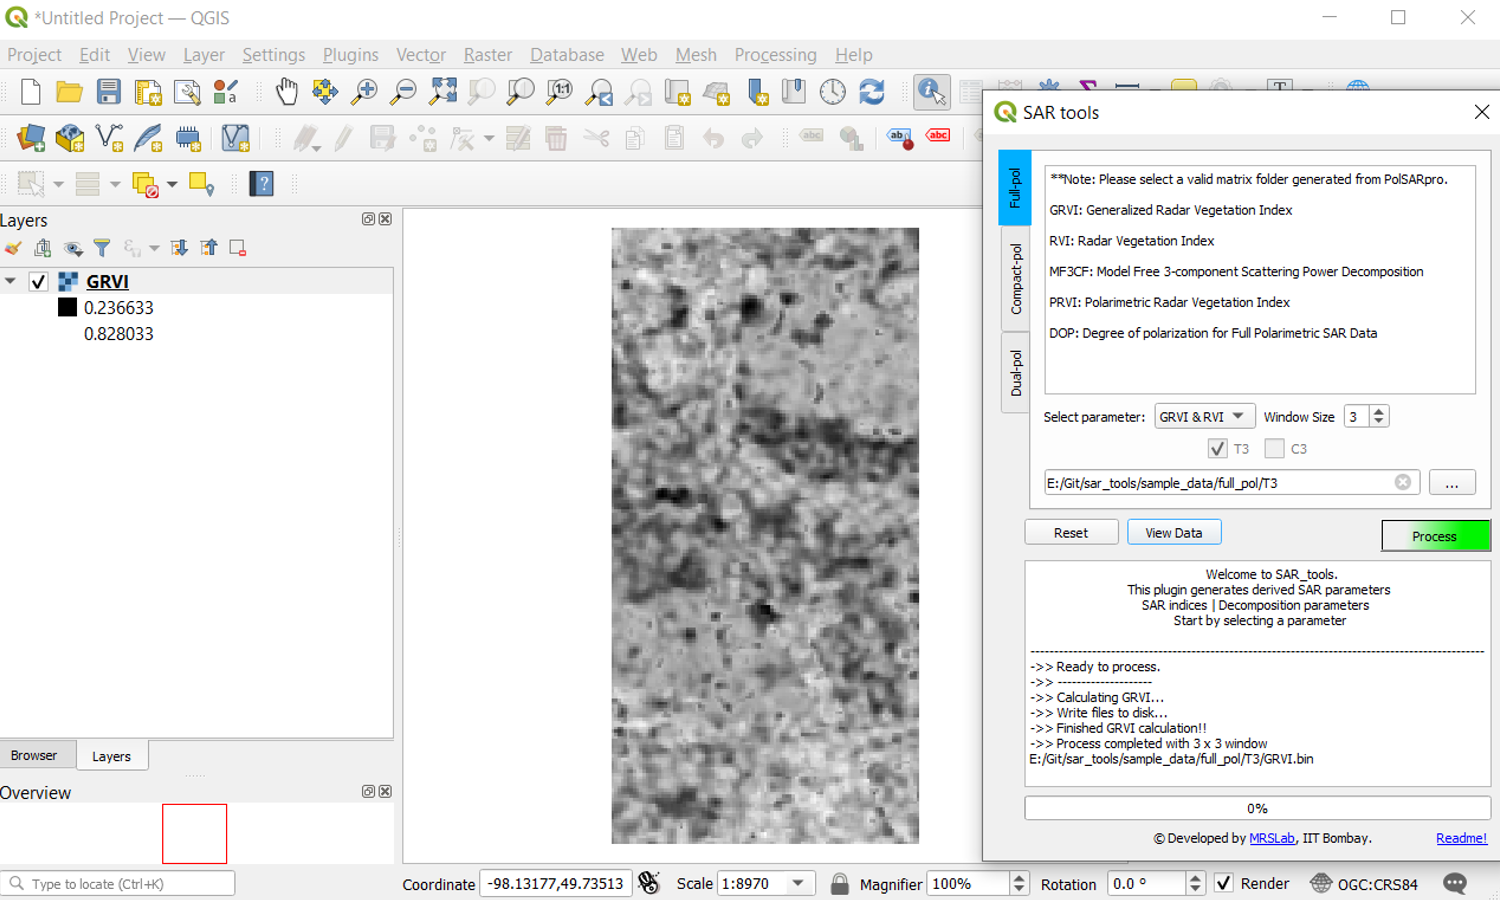 *Untitled Project — QGIS
Project Edit View Layer Settings Plugins Vector Raster Database Web Mesh Processing Help
1:1
a
T
abc
ab
abc
?
SAR tools
Full-pol
Compact-pol
Dual-pol
**Note: Please select a valid matrix folder generated from PolSARpro.
GRVI: Generalized Radar Vegetation Index
RVI: Radar Vegetation Index
MF3CF: Model Free 3-component Scattering Power Decomposition
PRVI: Polarimetric Radar Vegetation Index
DOP: Degree of polarization for Full Polarimetric SAR Data
Select parameter: GRVI & RVI Window Size 3
T3 C3
E:/Git/sar_tools/sample_data/full_pol/T3 ...
Reset View Data Process
Welcome to SAR_tools.
This plugin generates derived SAR parameters
SAR indices | Decomposition parameters
Start by selecting a parameter
->> Ready to process.
->> --------------------
->> Calculating GRVI...
->> Write files to disk...
->> Finished GRVI calculation!!
->> Process completed with 3 x 3 window
E:/Git/sar_tools/sample_data/full_pol/T3/GRVI.bin
0%
© Developed by MRSLab, IIT Bombay. Readme!
Layers
GRVI
0.236633
0.828033
Browser Layers
Overview
Type to locate (Ctrl+K)
Coordinate -98.13177,49.73513 Scale 1:8970 Magnifier 100% Rotation 0.0 ° Render OGC:CRS84